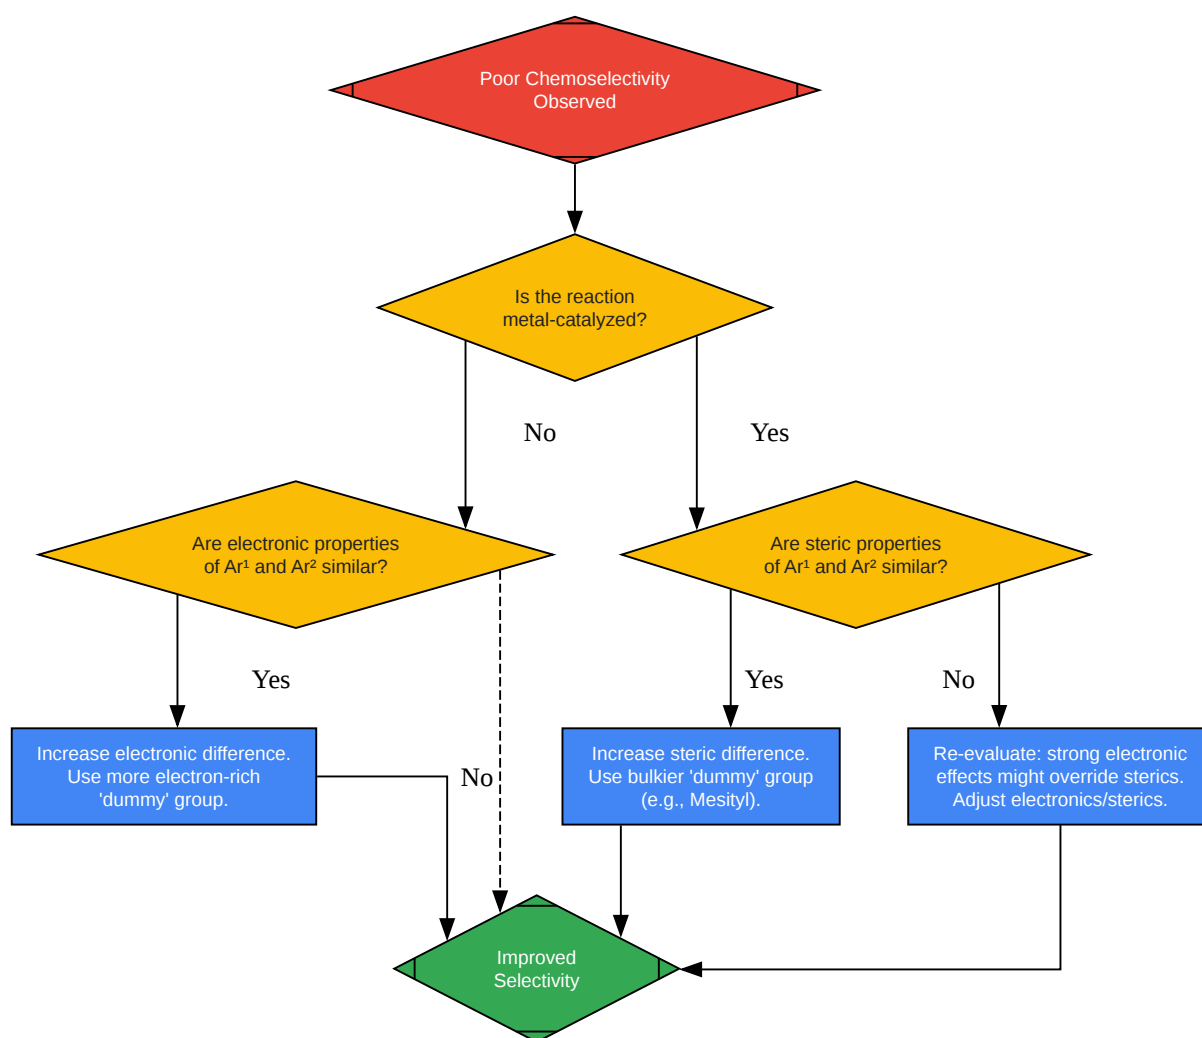 Poor Chemoselectivity
Observed
Is the reaction
metal-catalyzed?
No
Yes
Are electronic properties
of Ar¹ and Ar² similar?
Are steric properties
of Ar¹ and Ar² similar?
Yes
Yes
No
Increase electronic difference.
Use more electron-rich
'dummy' group.
No
Increase steric difference.
Use bulkier 'dummy' group
(e.g., Mesityl).
Re-evaluate: strong electronic
effects might override sterics.
Adjust electronics/sterics.
Improved
Selectivity